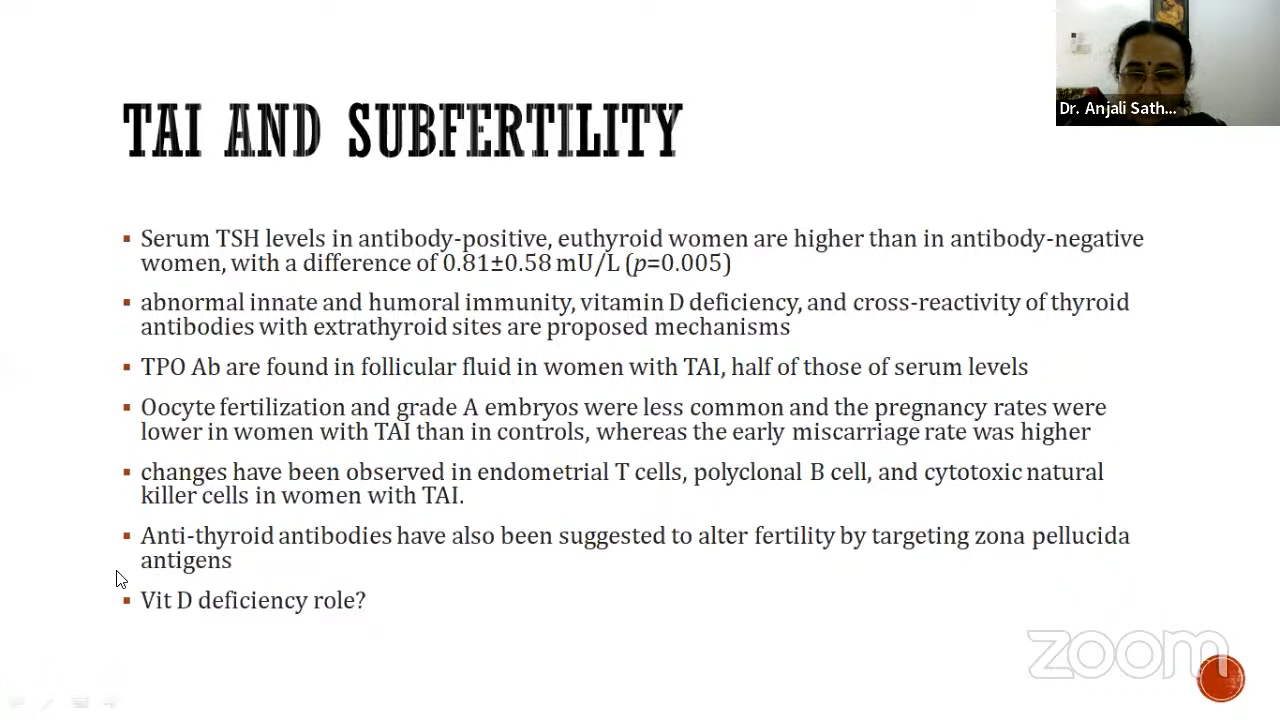 Dr. Anjali Sath...
TAI AND SUBFERTILITY
▪ Serum TSH levels in antibody-positive, euthyroid women are higher than in antibody-negative
women, with a difference of 0.81±0.58 mU/L (p=0.005)
▪ abnormal innate and humoral immunity, vitamin D deficiency, and cross-reactivity of thyroid
antibodies with extrathyroid sites are proposed mechanisms
▪ TPO Ab are found in follicular fluid in women with TAI, half of those of serum levels
▪ Oocyte fertilization and grade A embryos were less common and the pregnancy rates were
lower in women with TAI than in controls, whereas the early miscarriage rate was higher
▪ changes have been observed in endometrial T cells, polyclonal B cell, and cytotoxic natural
killer cells in women with TAI.
▪ Anti-thyroid antibodies have also been suggested to alter fertility by targeting zona pellucida
antigens
▪ Vit D deficiency role?
zoom